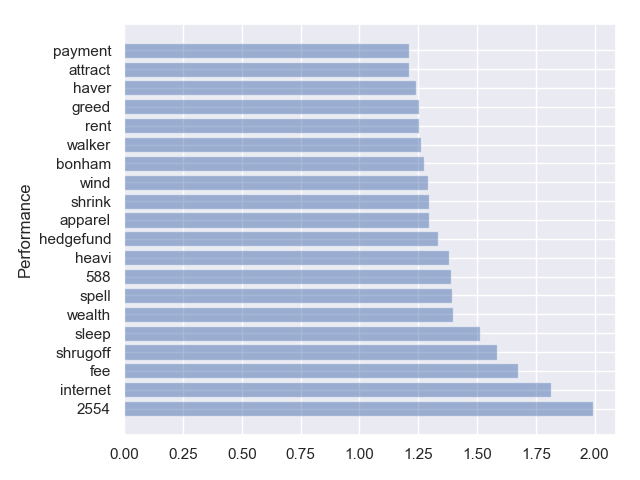 payment
attract
haver
greed
rent
walker
bonham
wind
shrink
apparel
hedgefund
heavi
588
spell
wealth
sleep
shrugoff
fee
internet
2554
Performance
0.00 0.25 0.50 0.75 1.00 1.25 1.50 1.75 2.00